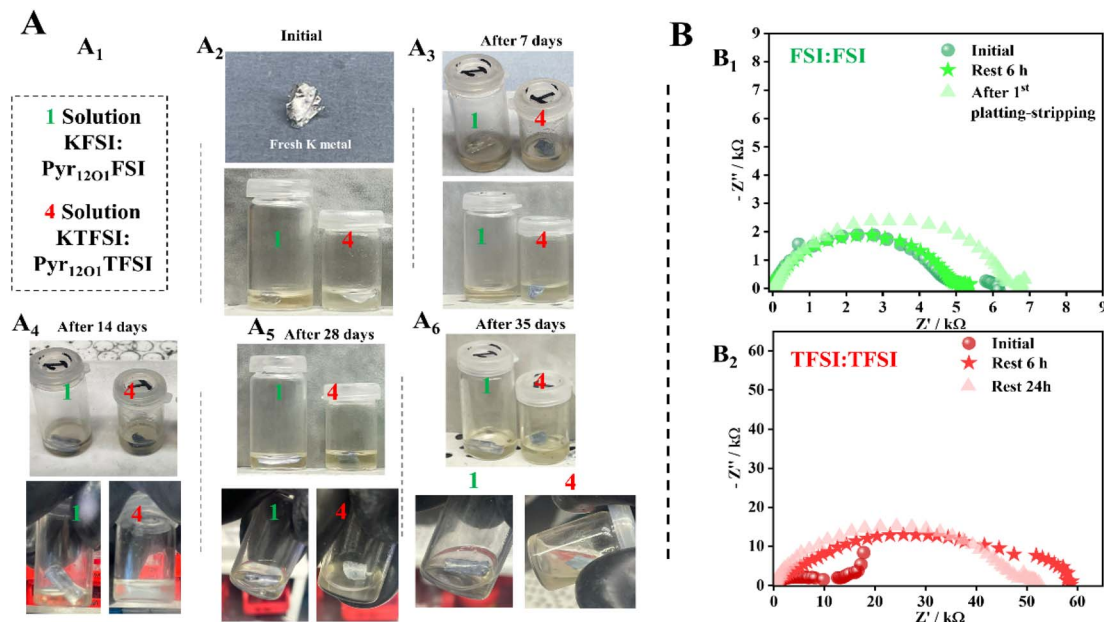 A
A1
1 Solution
KFSI:
Pyr12O1FSI
4 Solution
KTFSI:
Pyr12O1TFSI
A2
Initial
Fresh K metal
1
4
A3
After 7 days
1
4
1
4
A4
After 14 days
1
4
1
4
A5
After 28 days
1
4
1
4
A6
After 35 days
1
4
1
4
B
B1
FSI:FSI
Initial
Rest 6 h
After 1st
platting-stripping
- Z'' / kΩ
9
8
7
6
5
4
3
2
1
0
0 1 2 3 4 5 6 7 8 9
Z' / kΩ
B2
TFSI:TFSI
Initial
Rest 6 h
Rest 24h
- Z'' / kΩ
60
50
40
30
20
10
0
0 10 20 30 40 50 60
Z' / kΩ